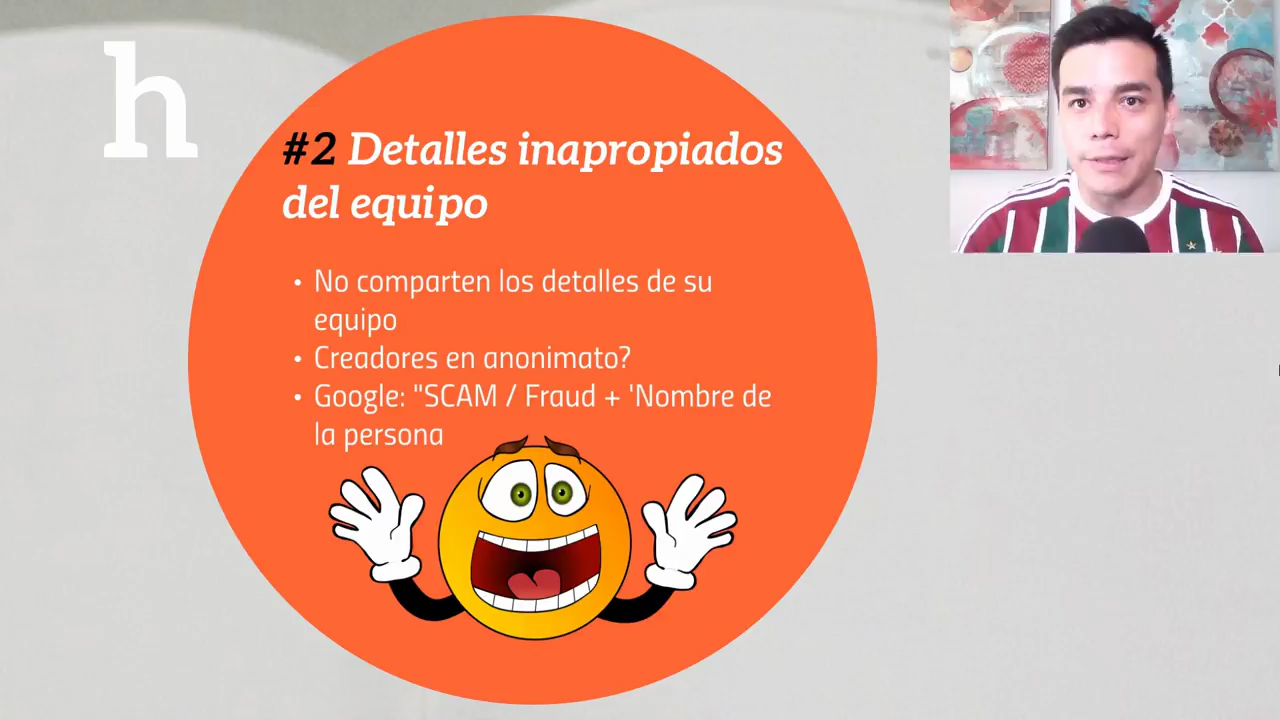 h
#2 Detalles inapropiados
del equipo
• No comparten los detalles de su
equipo
• Creadores en anonimato?
• Google: "SCAM / Fraud + 'Nombre de
la persona